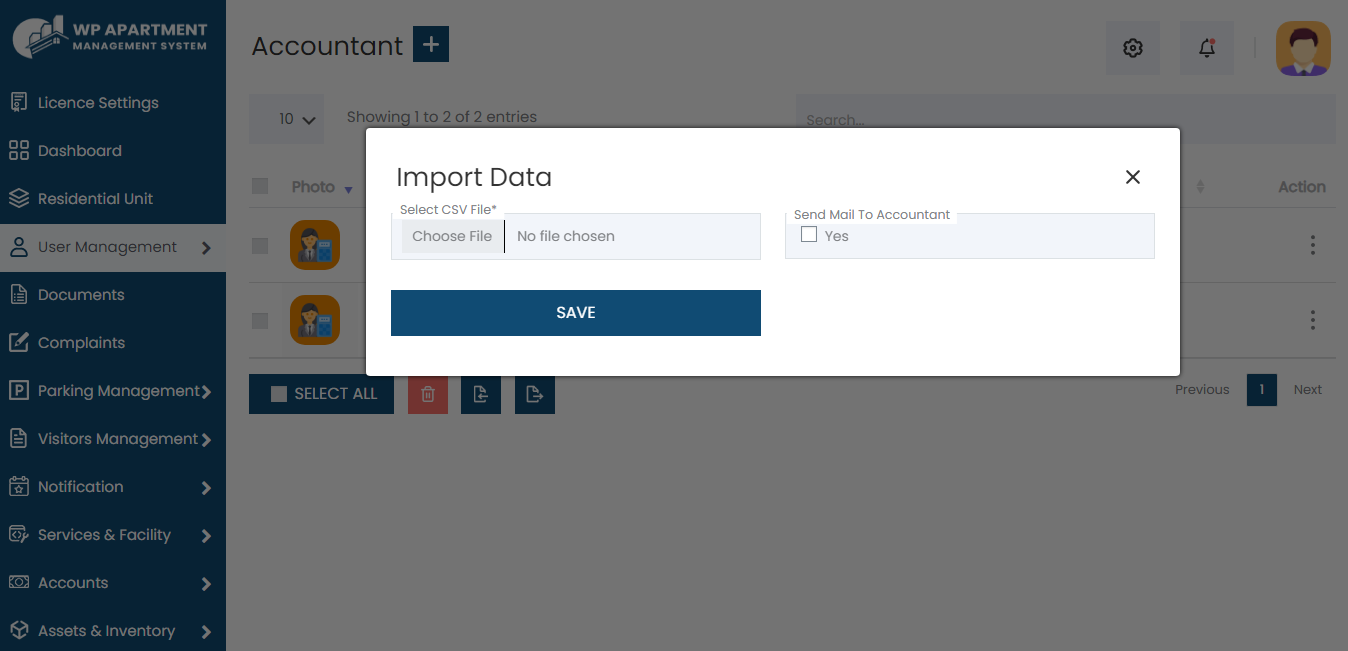 WP APARTMENT
MANAGEMENT SYSTEM
Licence Settings
Dashboard
Residential Unit
User Management
Documents
Complaints
Parking Management
Visitors Management
Notification
Services & Facility
Accounts
Assets & Inventory
Accountant
10
Showing 1 to 2 of 2 entries
Search...
Photo
Action
Import Data
Select CSV File*
Choose File No file chosen
Send Mail To Accountant
Yes
SAVE
SELECT ALL
Previous 1 Next